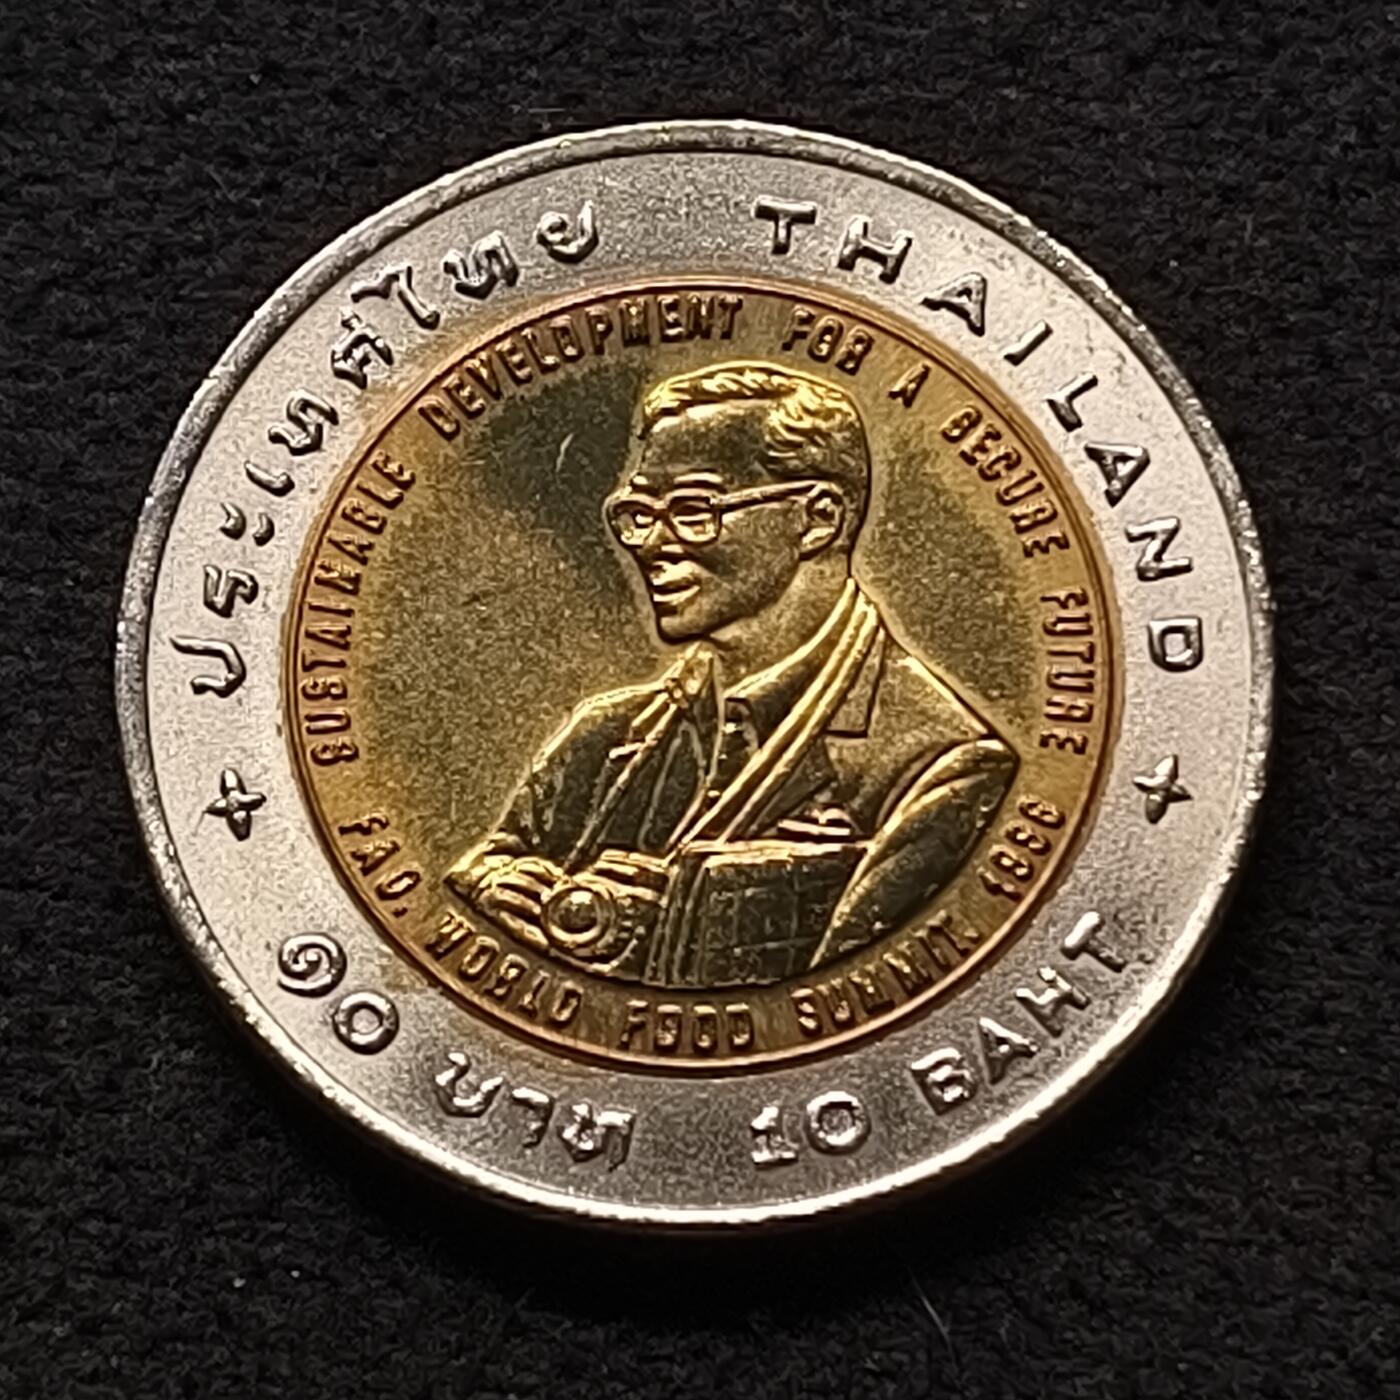 ประเทศไทย THAILAND
๑๐ บาท 10 BAHT
SUSTAINABLE DEVELOPMENT FOR A SECURE FUTURE
FAO. WORLD FOOD SUMMIT. 1996